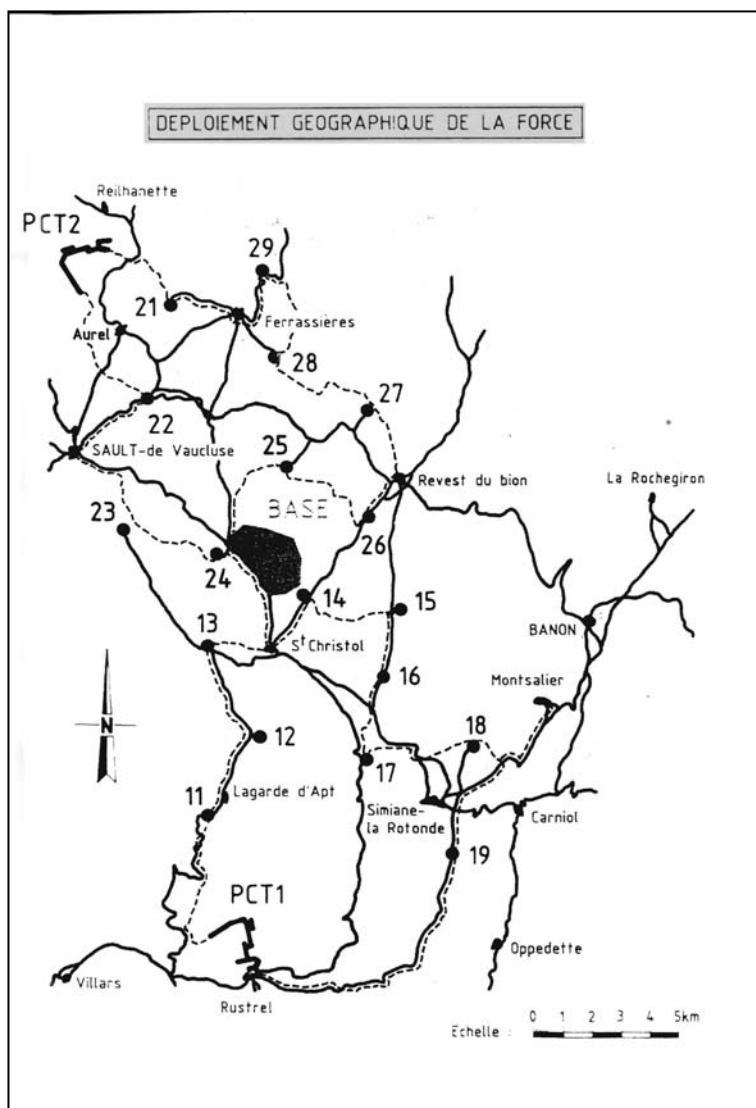 DEPLOIEMENT GEOGRAPHIQUE DE LA FORCE
Reilhanette
PCT2
29
21
Ferrassières
Aurel
28
22
27
SAULT-de Vaucluse
25
Revest du bion
La Rochegiron
23
BASE
26
24
14
15
13
St Christol
BANON
16
Montsalier
12
18
17
Lagarde d'Apt
11
Simiane-
la Rotonde
Carniol
19
PCT1
Oppedette
Villars
Rustrel
N
0 1 2 3 4 5km
Echelle :